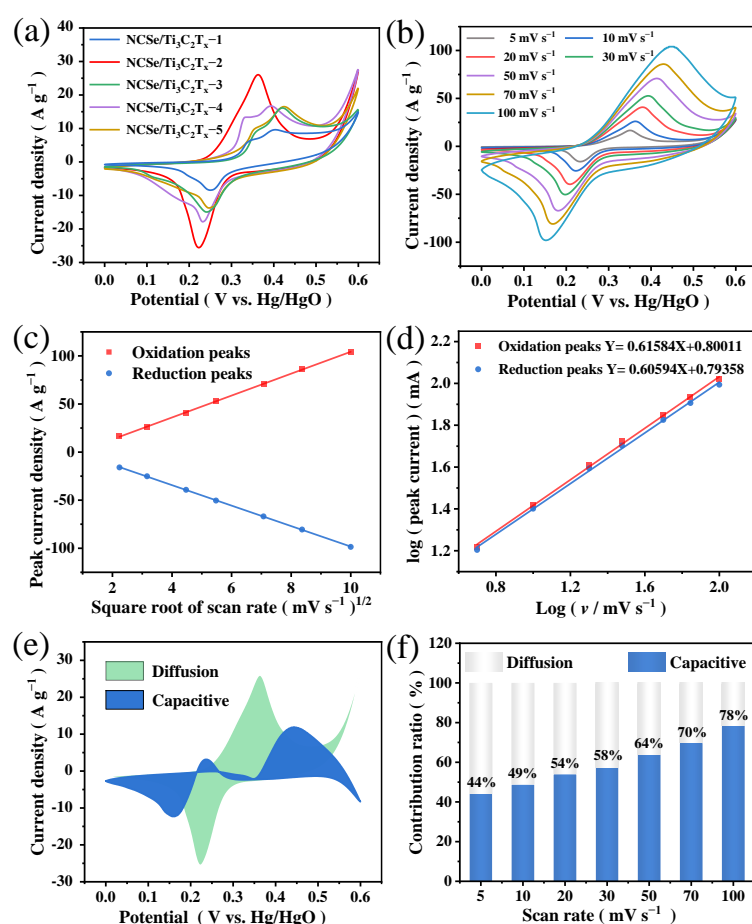 (a)
NCSe/Ti₃C₂Tₓ−1
NCSe/Ti₃C₂Tₓ−2
NCSe/Ti₃C₂Tₓ−3
NCSe/Ti₃C₂Tₓ−4
NCSe/Ti₃C₂Tₓ−5
Current density ( A g⁻¹ )
40
30
20
10
0
-10
-20
-30
0.0 0.1 0.2 0.3 0.4 0.5 0.6
Potential ( V vs. Hg/HgO )
(b)
5 mV s⁻¹ 10 mV s⁻¹
20 mV s⁻¹ 30 mV s⁻¹
50 mV s⁻¹
70 mV s⁻¹
100 mV s⁻¹
Current density ( A g⁻¹ )
100
50
0
-50
-100
0.0 0.1 0.2 0.3 0.4 0.5 0.6
Potential ( V vs. Hg/HgO )
(c)
Oxidation peaks
Reduction peaks
Peak current density ( A g⁻¹ )
100
50
0
-50
-100
2 4 6 8 10
Square root of scan rate ( mV s⁻¹ )¹/²
(d)
Oxidation peaks Y= 0.61584X+0.80011
Reduction peaks Y= 0.60594X+0.79358
log ( peak current ) ( mA )
2.0
1.8
1.6
1.4
1.2
0.8 1.2 1.6 2.0
Log ( v / mV s⁻¹ )
(e)
Diffusion
Capacitive
Current density ( A g⁻¹ )
30
20
10
0
-10
-20
-30
0.0 0.1 0.2 0.3 0.4 0.5 0.6
Potential ( V vs. Hg/HgO )
(f)
Diffusion Capacitive
Contribution ratio ( % )
120
100
80
60
40
20
0
44% 49% 54% 58% 64% 70% 78%
5 10 20 30 50 70 100
Scan rate ( mV s⁻¹ )